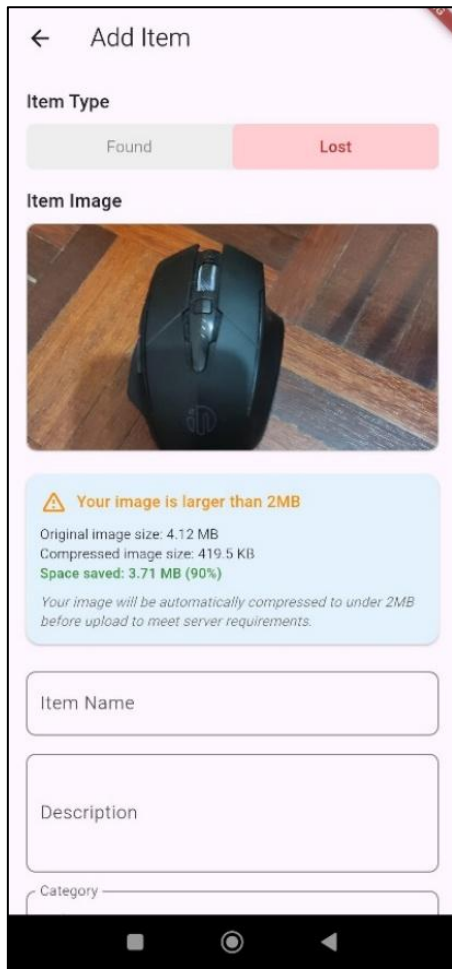 Add Item
Item Type
Found Lost
Item Image
⚠ Your image is larger than 2MB
Original image size: 4.12 MB
Compressed image size: 419.5 KB
Space saved: 3.71 MB (90%)
Your image will be automatically compressed to under 2MB
before upload to meet server requirements.
Item Name
Description
Category